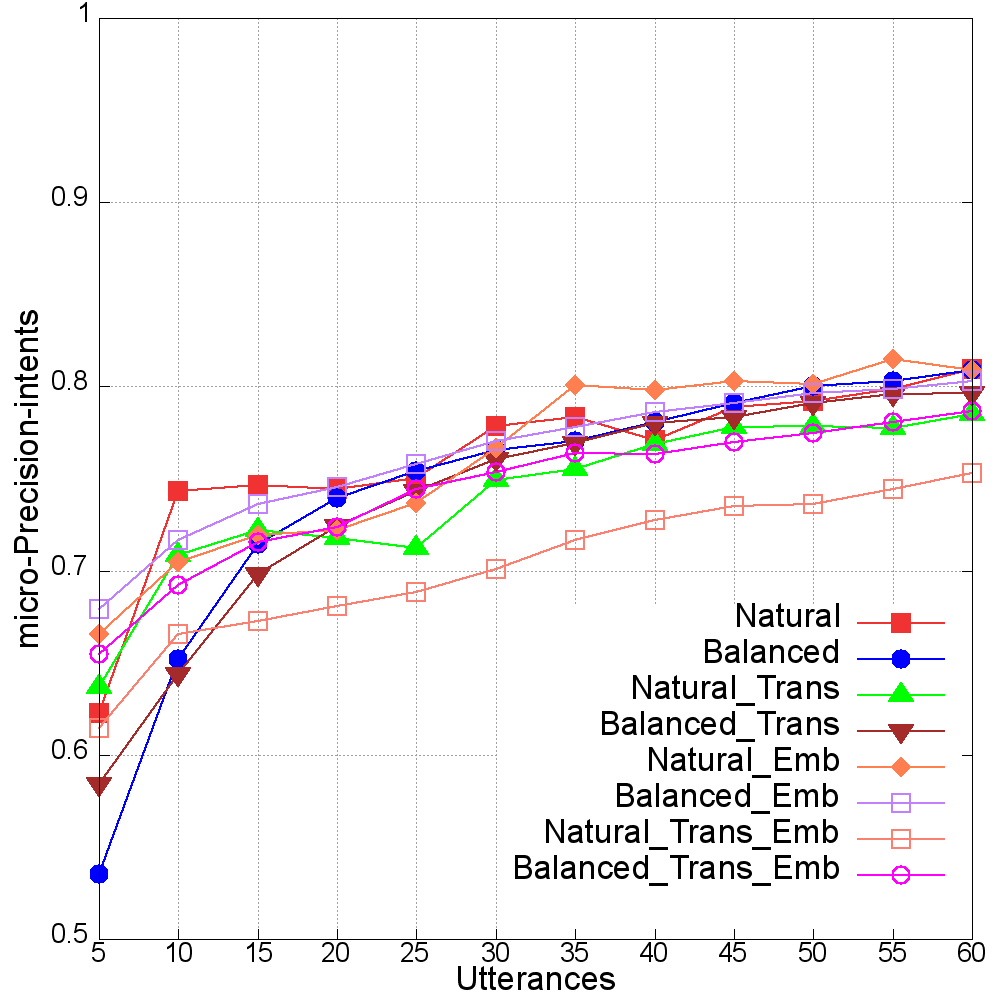 1
0.9
0.8
0.7
0.6
0.5
micro-Precision-intents
Natural
Balanced
Natural_Trans
Balanced_Trans
Natural_Emb
Balanced_Emb
Natural_Trans_Emb
Balanced_Trans_Emb
5 10 15 20 25 30 35 40 45 50 55 60
Utterances